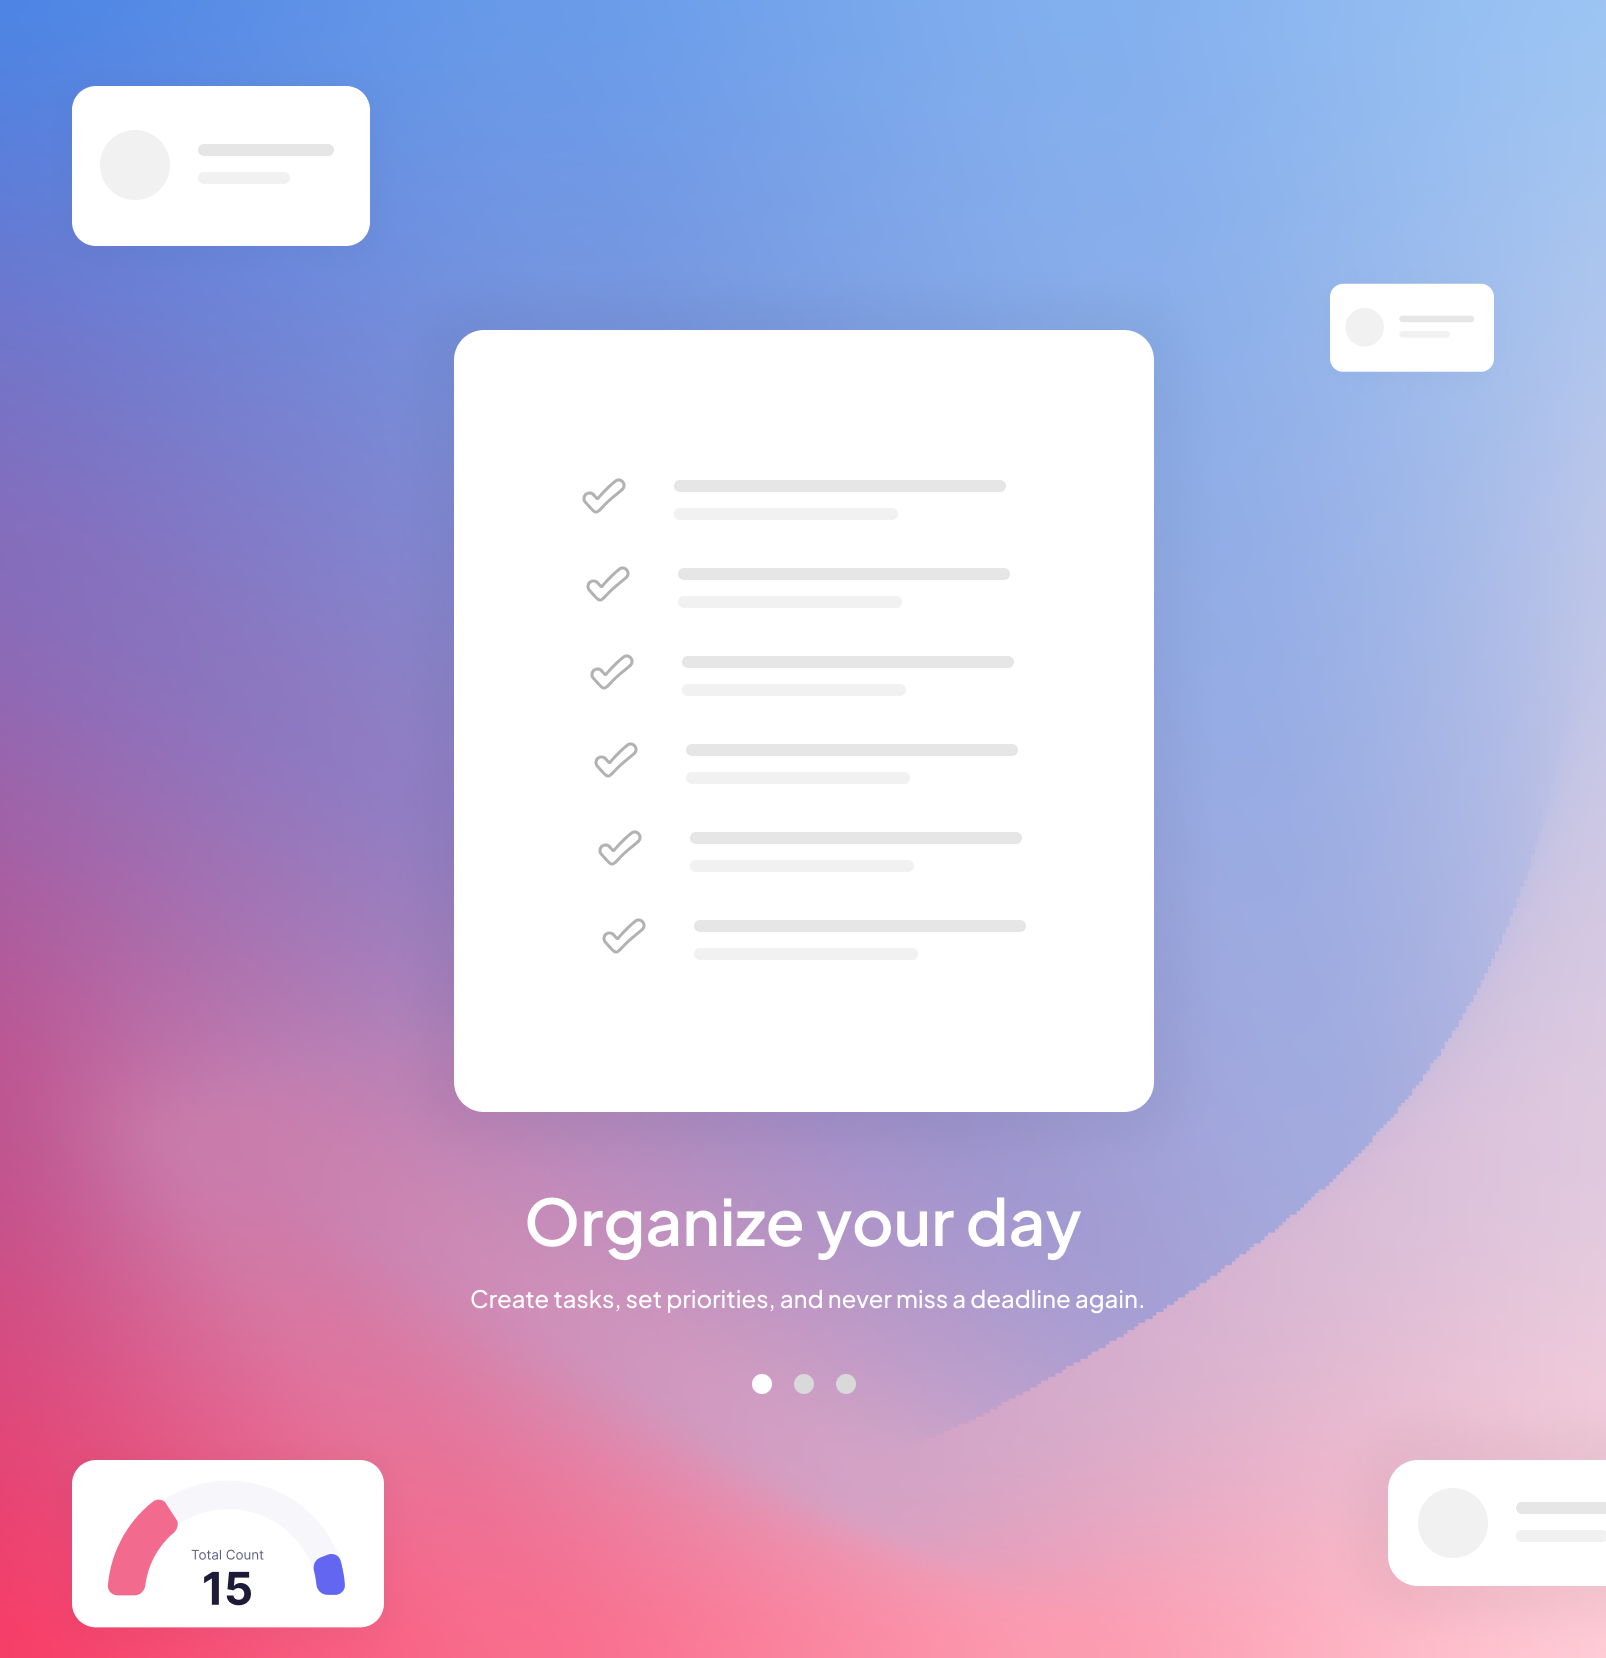 Organize your day
Create tasks, set priorities, and never miss a deadline again.
Total Count
15